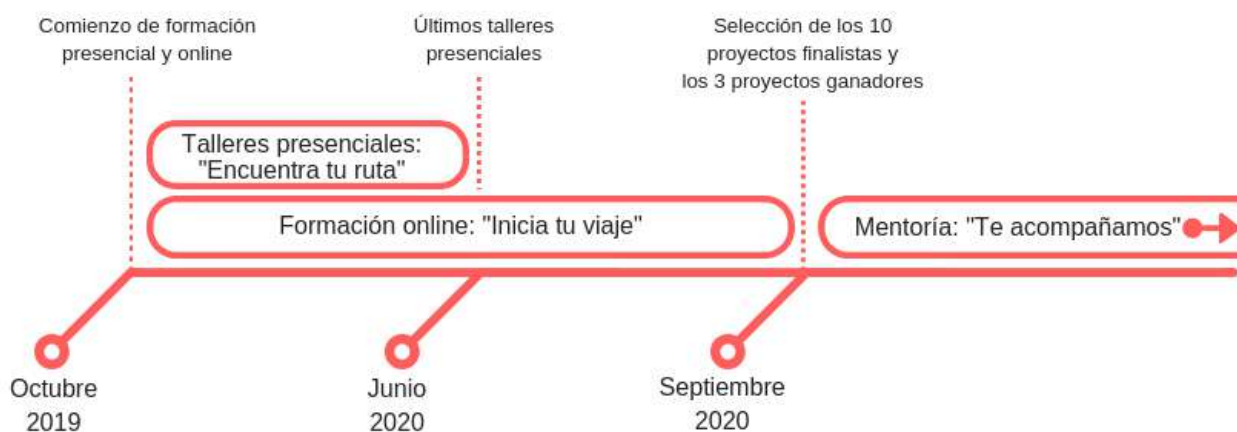 Comienzo de formación
presencial y online
Últimos talleres
presenciales
Selección de los 10
proyectos finalistas y
los 3 proyectos ganadores
Talleres presenciales:
"Encuentra tu ruta"
Formación online: "Inicia tu viaje"
Mentoría: "Te acompañamos"
Octubre
2019
Junio
2020
Septiembre
2020